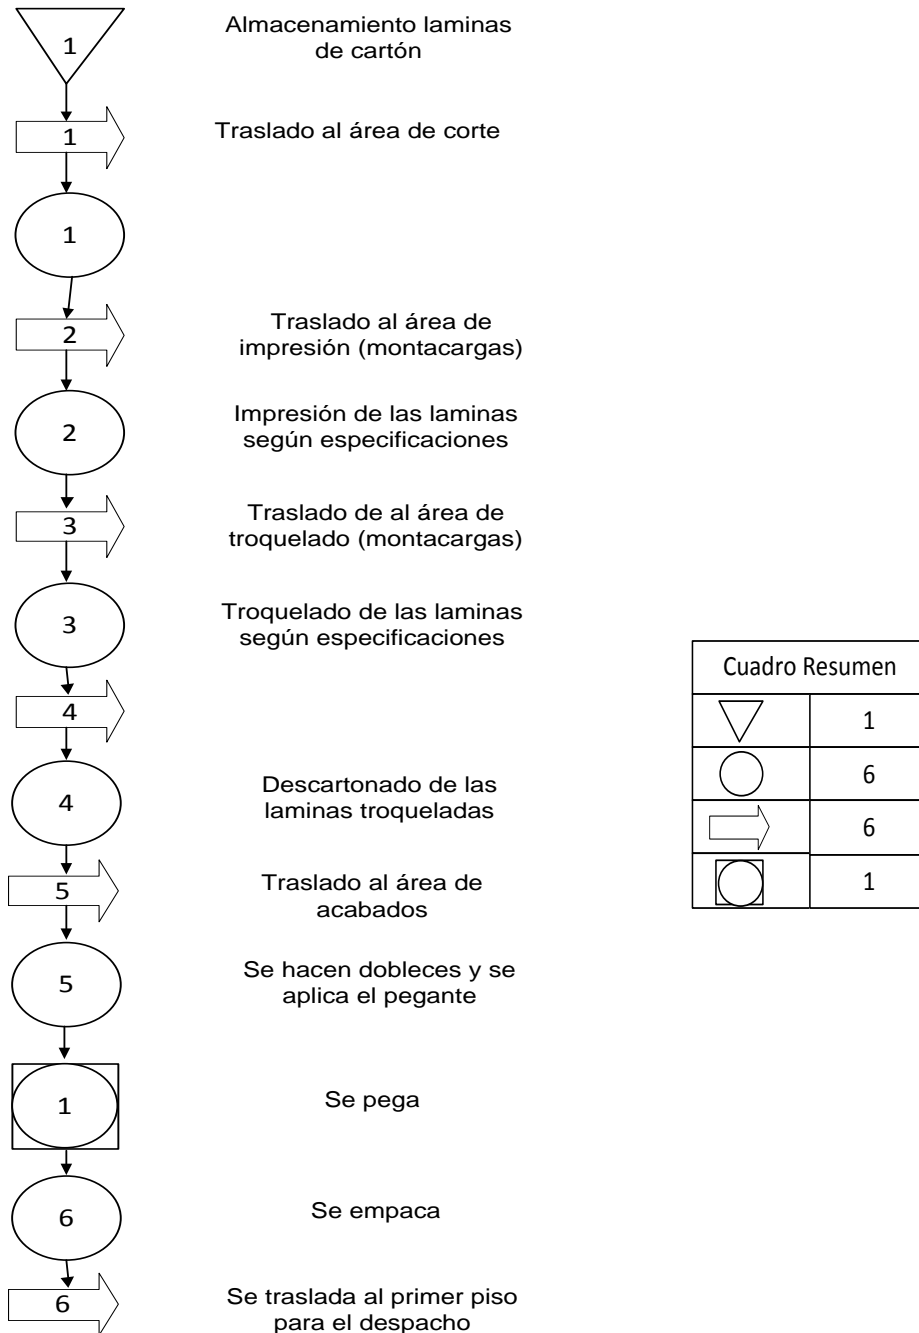 1
Almacenamiento laminas
de cartón
1
Traslado al área de corte
1
2
Traslado al área de
impresión (montacargas)
2
Impresión de las laminas
según especificaciones
3
Traslado de al área de
troquelado (montacargas)
3
Troquelado de las laminas
según especificaciones
4
4
Descartonado de las
laminas troqueladas
5
Traslado al área de
acabados
5
Se hacen dobleces y se
aplica el pegante
1
Se pega
6
Se empaca
6
Se traslada al primer piso
para el despacho
Cuadro Resumen
1
6
6
1